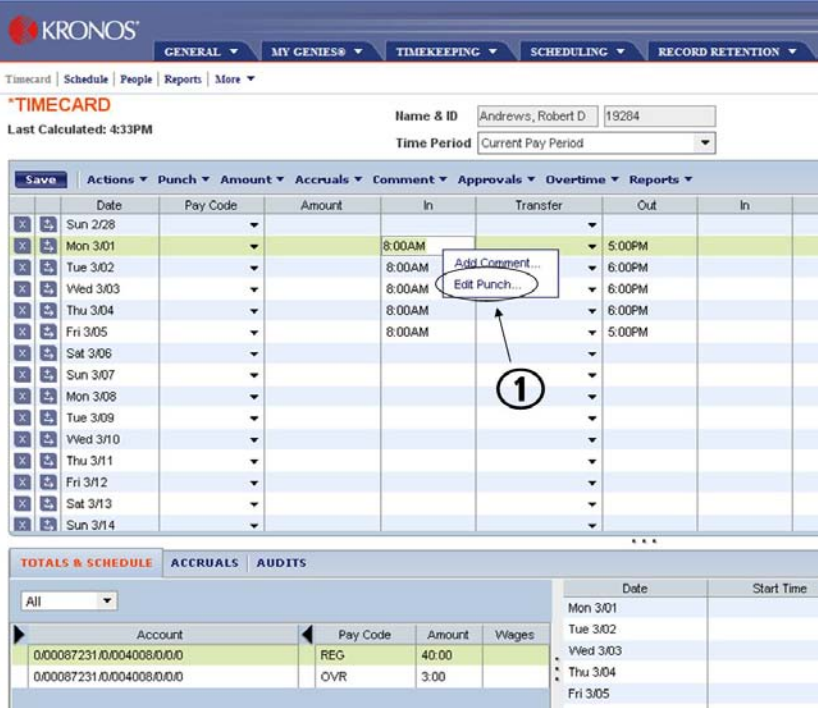 KRONOS®
GENERAL MY GENIES® TIMEKEEPING SCHEDULING RECORD RETENTION
Timecard | Schedule | People | Reports | More
*TIMECARD
Last Calculated: 4:33PM
Name & ID Andrews, Robert D 19284
Time Period Current Pay Period
Save Actions Punch Amount Accruals Comment Approvals Overtime Reports
Date Pay Code Amount In Transfer Out In
Sun 2/28
Mon 3/01 8:00AM 5:00PM
Add Comment...
Tue 3/02 8:00AM 6:00PM
Edit Punch...
Wed 3/03 8:00AM 6:00PM
Thu 3/04 8:00AM 6:00PM
Fri 3/05 8:00AM 5:00PM
Sat 3/06
Sun 3/07
1
Mon 3/08
Tue 3/09
Wed 3/10
Thu 3/11
Fri 3/12
Sat 3/13
Sun 3/14
TOTALS & SCHEDULE ACCRUALS AUDITS
All
Date Start Time
Mon 3/01
Account Pay Code Amount Wages
Tue 3/02
0/00087231/0/004008/0/0/0 REG 40:00
Wed 3/03
0/00087231/0/004008/0/0/0 OVR 3:00
Thu 3/04
Fri 3/05